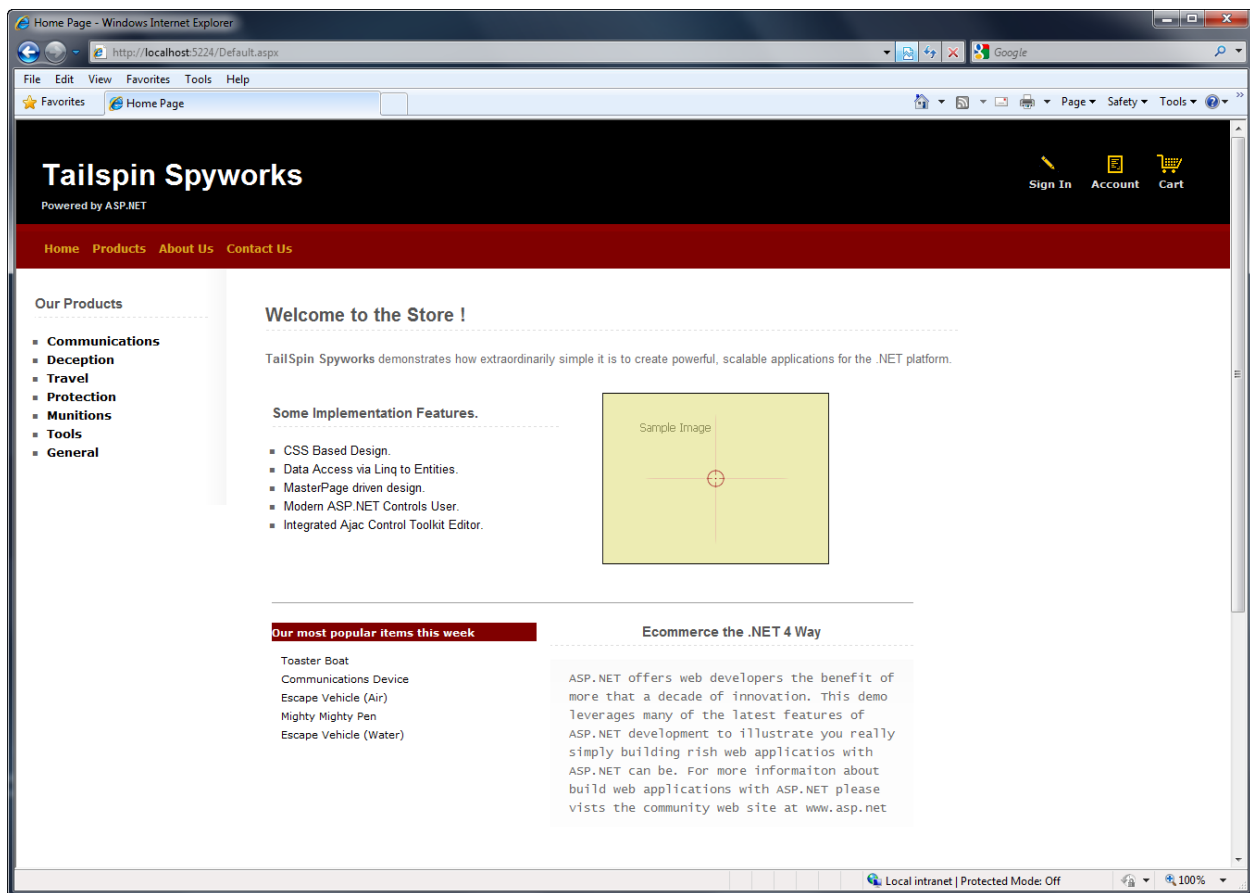 Home Page - Windows Internet Explorer
http://localhost:5224/Default.aspx
Google
File Edit View Favorites Tools Help
Favorites Home Page Page Safety Tools
Tailspin Spyworks
Powered by ASP.NET
Sign In Account Cart
Home Products About Us Contact Us
Our Products
Communications
Deception
Travel
Protection
Munitions
Tools
General
Welcome to the Store !
TailSpin Spyworks demonstrates how extraordinarily simple it is to create powerful, scalable applications for the .NET platform.
Some Implementation Features.
CSS Based Design.
Data Access via Linq to Entities.
MasterPage driven design.
Modern ASP.NET Controls User.
Integrated Ajac Control Toolkit Editor.
Sample Image
Our most popular items this week
Toaster Boat
Communications Device
Escape Vehicle (Air)
Mighty Mighty Pen
Escape Vehicle (Water)
Ecommerce the .NET 4 Way
ASP.NET offers web developers the benefit of
more that a decade of innovation. This demo
leverages many of the latest features of
ASP.NET development to illustrate you really
simply building rish web applicatios with
ASP.NET can be. For more informaiton about
build web applications with ASP.NET please
vists the community web site at www.asp.net
Local intranet | Protected Mode: Off 100%